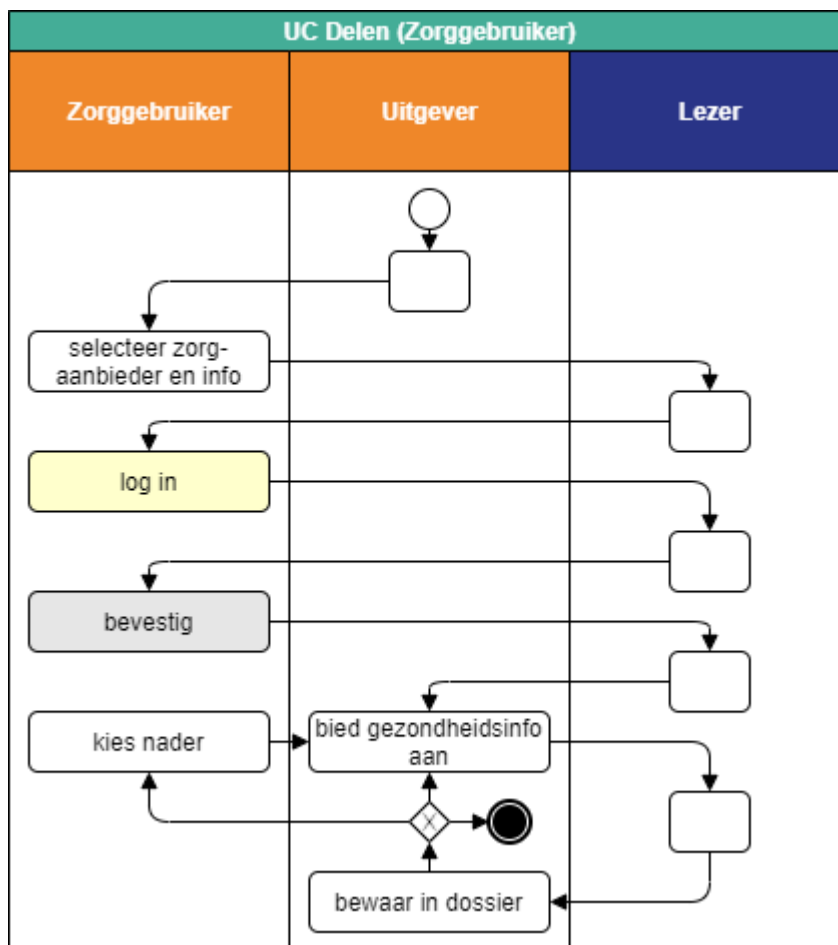 UC Delen (Zorggebruiker)
Zorggebruiker
Uitgever
Lezer
selecteer zorg-
aanbieder en info
log in
bevestig
kies nader
bied gezondheidsinfo
aan
X
bewaar in dossier